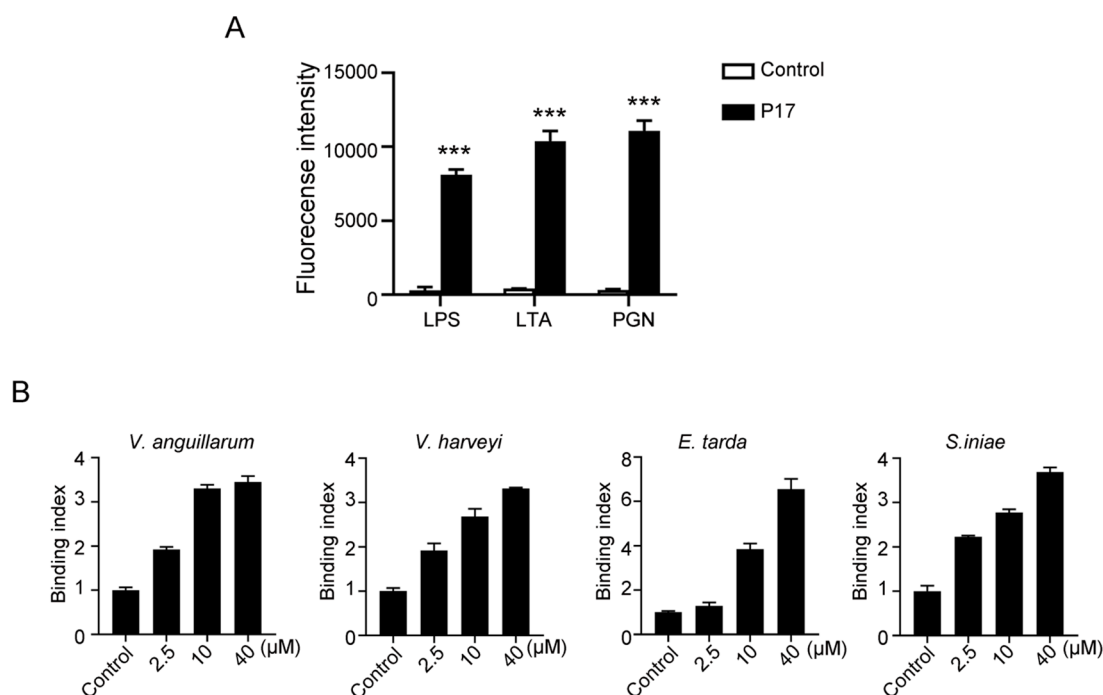 A
Fluorecense intensity
15000
10000
5000
0
***
***
***
LPS
LTA
PGN
Control
P17
B
V. anguillarum
Binding index
4
3
2
1
0
Control
2.5
10
40 (µM)
V. harveyi
Binding index
4
3
2
1
0
Control
2.5
10
40 (µM)
E. tarda
Binding index
8
6
4
2
0
Control
2.5
10
40 (µM)
S.iniae
Binding index
4
3
2
1
0
Control
2.5
10
40 (µM)